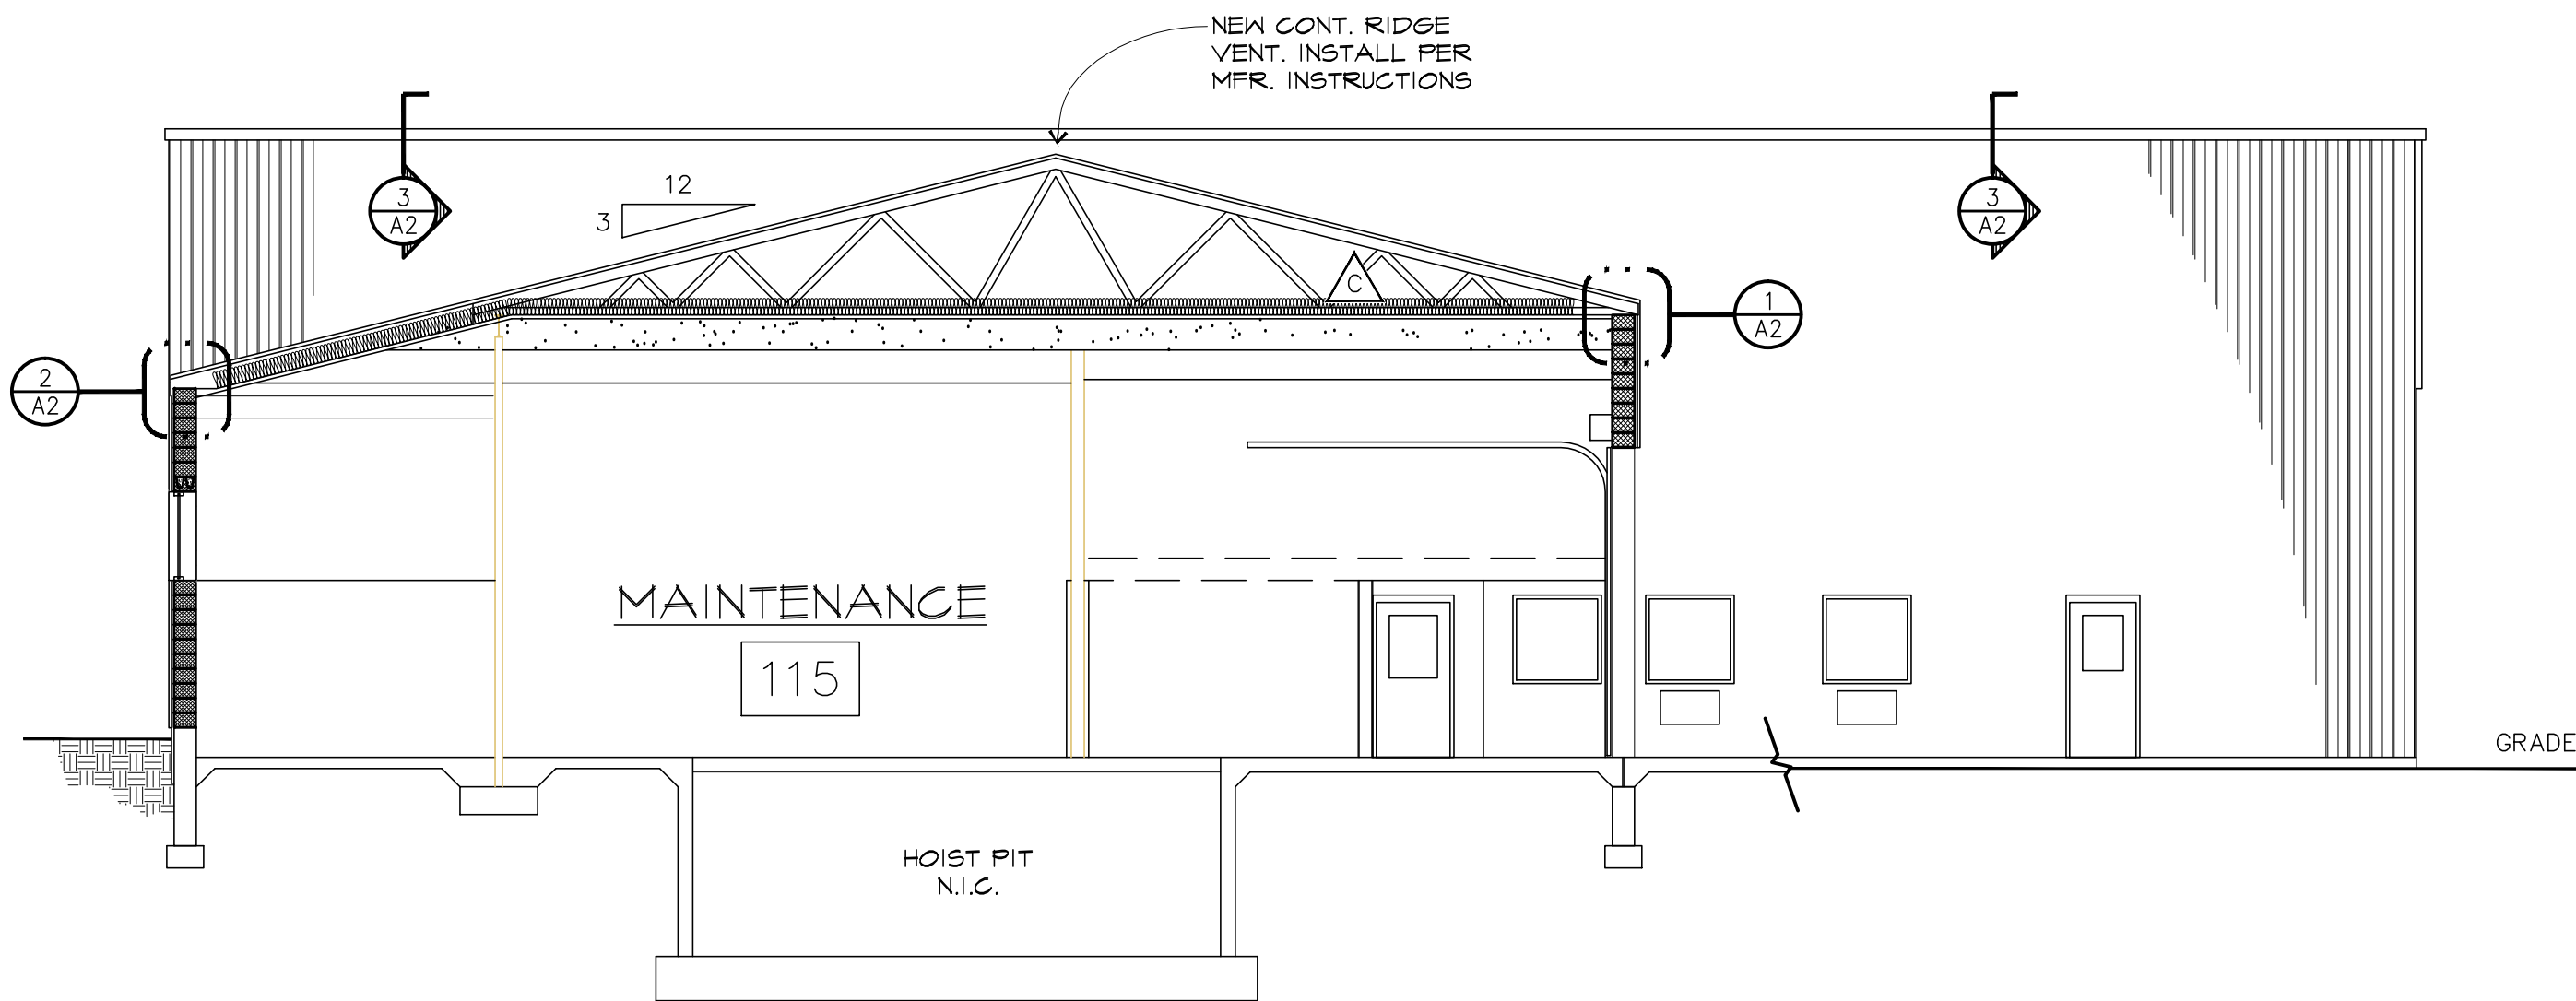 NEW CONT. RIDGE
VENT. INSTALL PER
MFR. INSTRUCTIONS
3
A2
12
3
3
A2
C
1
A2
2
A2
MAINTENANCE
115
GRADE
HOIST PIT
N.I.C.